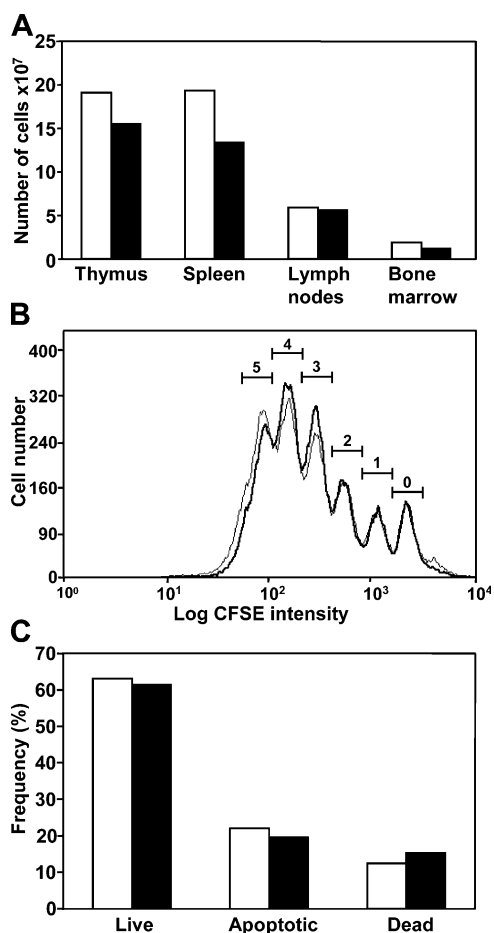 A
Number of cells x10⁷
25
20
15
10
5
0
Thymus Spleen Lymph nodes Bone marrow
B
Cell number
400
320
240
160
90
0
5
4
3
2
1
0
10⁰ 10¹ 10² 10³ 10⁴
Log CFSE intensity
C
Frequency (%)
70
60
50
40
30
20
10
0
Live Apoptotic Dead